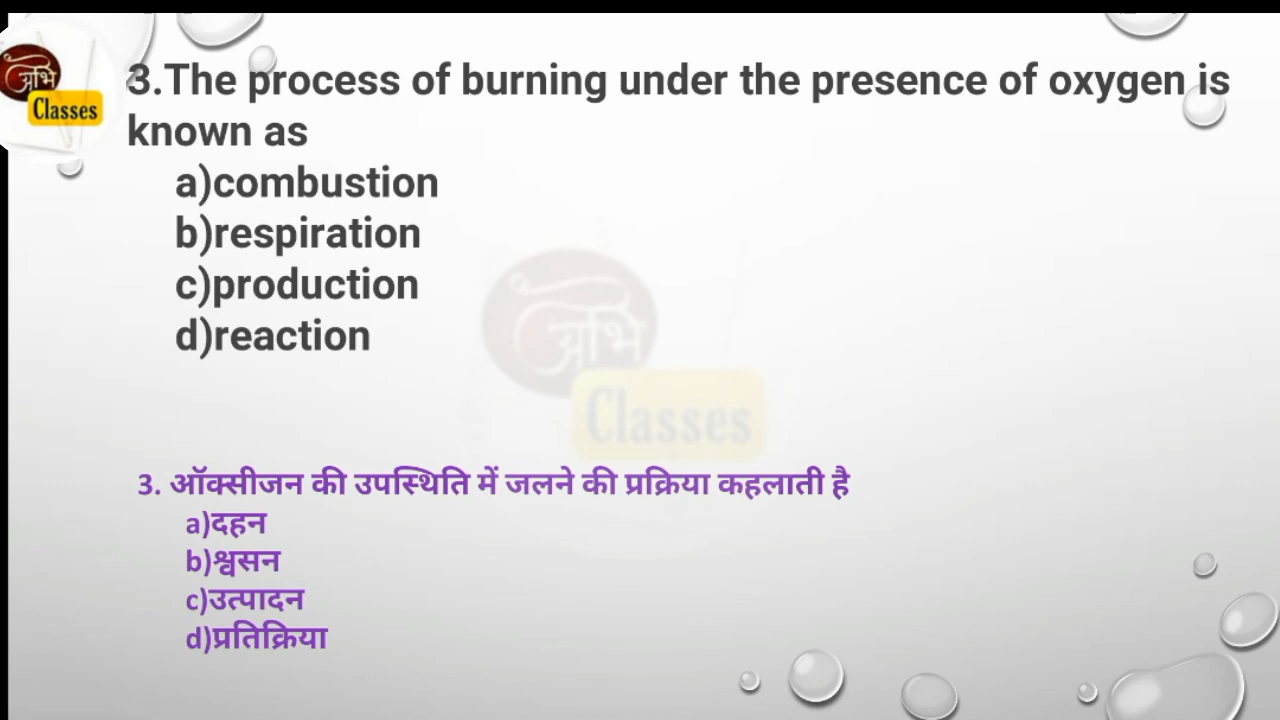 अभि
Classes
3.The process of burning under the presence of oxygen is
known as
a)combustion
b)respiration
c)production
d)reaction
अभि
Classes
3. ऑक्सीजन की उपस्थिति में जलने की प्रक्रिया कहलाती है
a)दहन
b)श्वसन
c)उत्पादन
d)प्रतिक्रिया